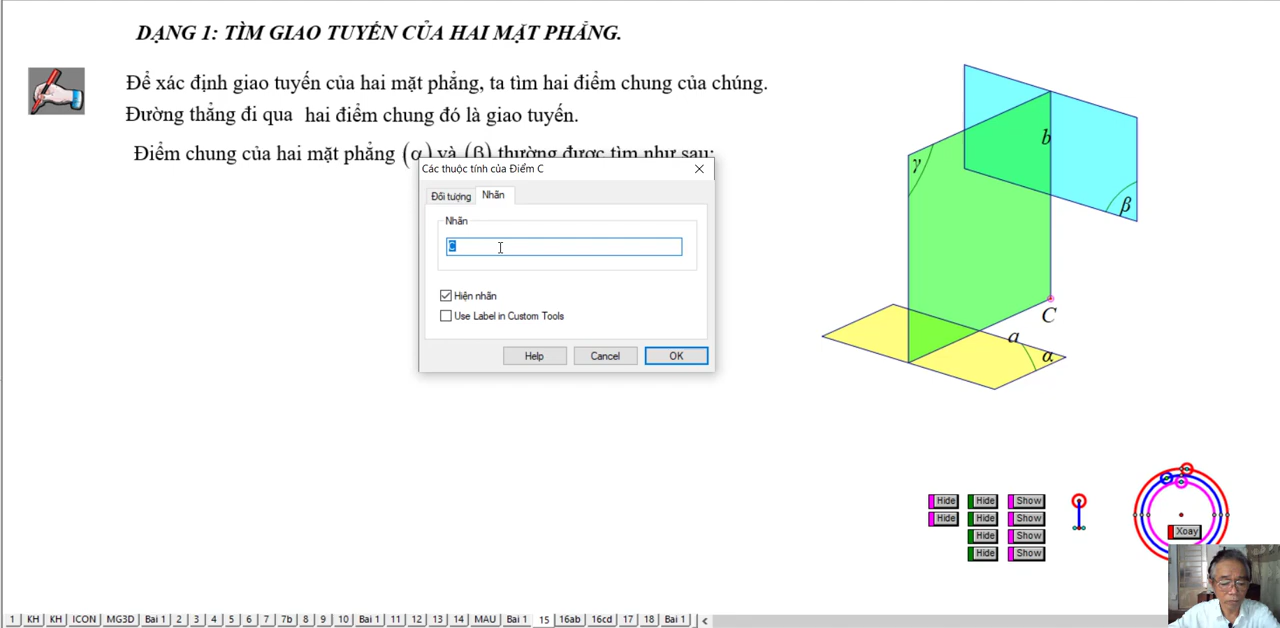 DẠNG 1: TÌM GIAO TUYẾN CỦA HAI MẶT PHẲNG.
Để xác định giao tuyến của hai mặt phẳng, ta tìm hai điểm chung của chúng.
Đường thẳng đi qua hai điểm chung đó là giao tuyến.
Điểm chung của hai mặt phẳng (α) và (β) thường được tìm như sau:
Các thuộc tính của Điểm C
Đối tượng Nhãn
Nhãn
C
Hiện nhãn
Use Label in Custom Tools
Help Cancel OK
b
γ
β
C
a
α
Hide Hide Show
Hide Hide Show
Hide Show
Hide Show
Xoay
1 KH KH ICON MG3D Bai 1 2 3 4 5 6 7 7b 8 9 10 Bai 1 11 12 13 14 MAU Bai 1 15 16ab 16cd 17 18 Bai 1 <